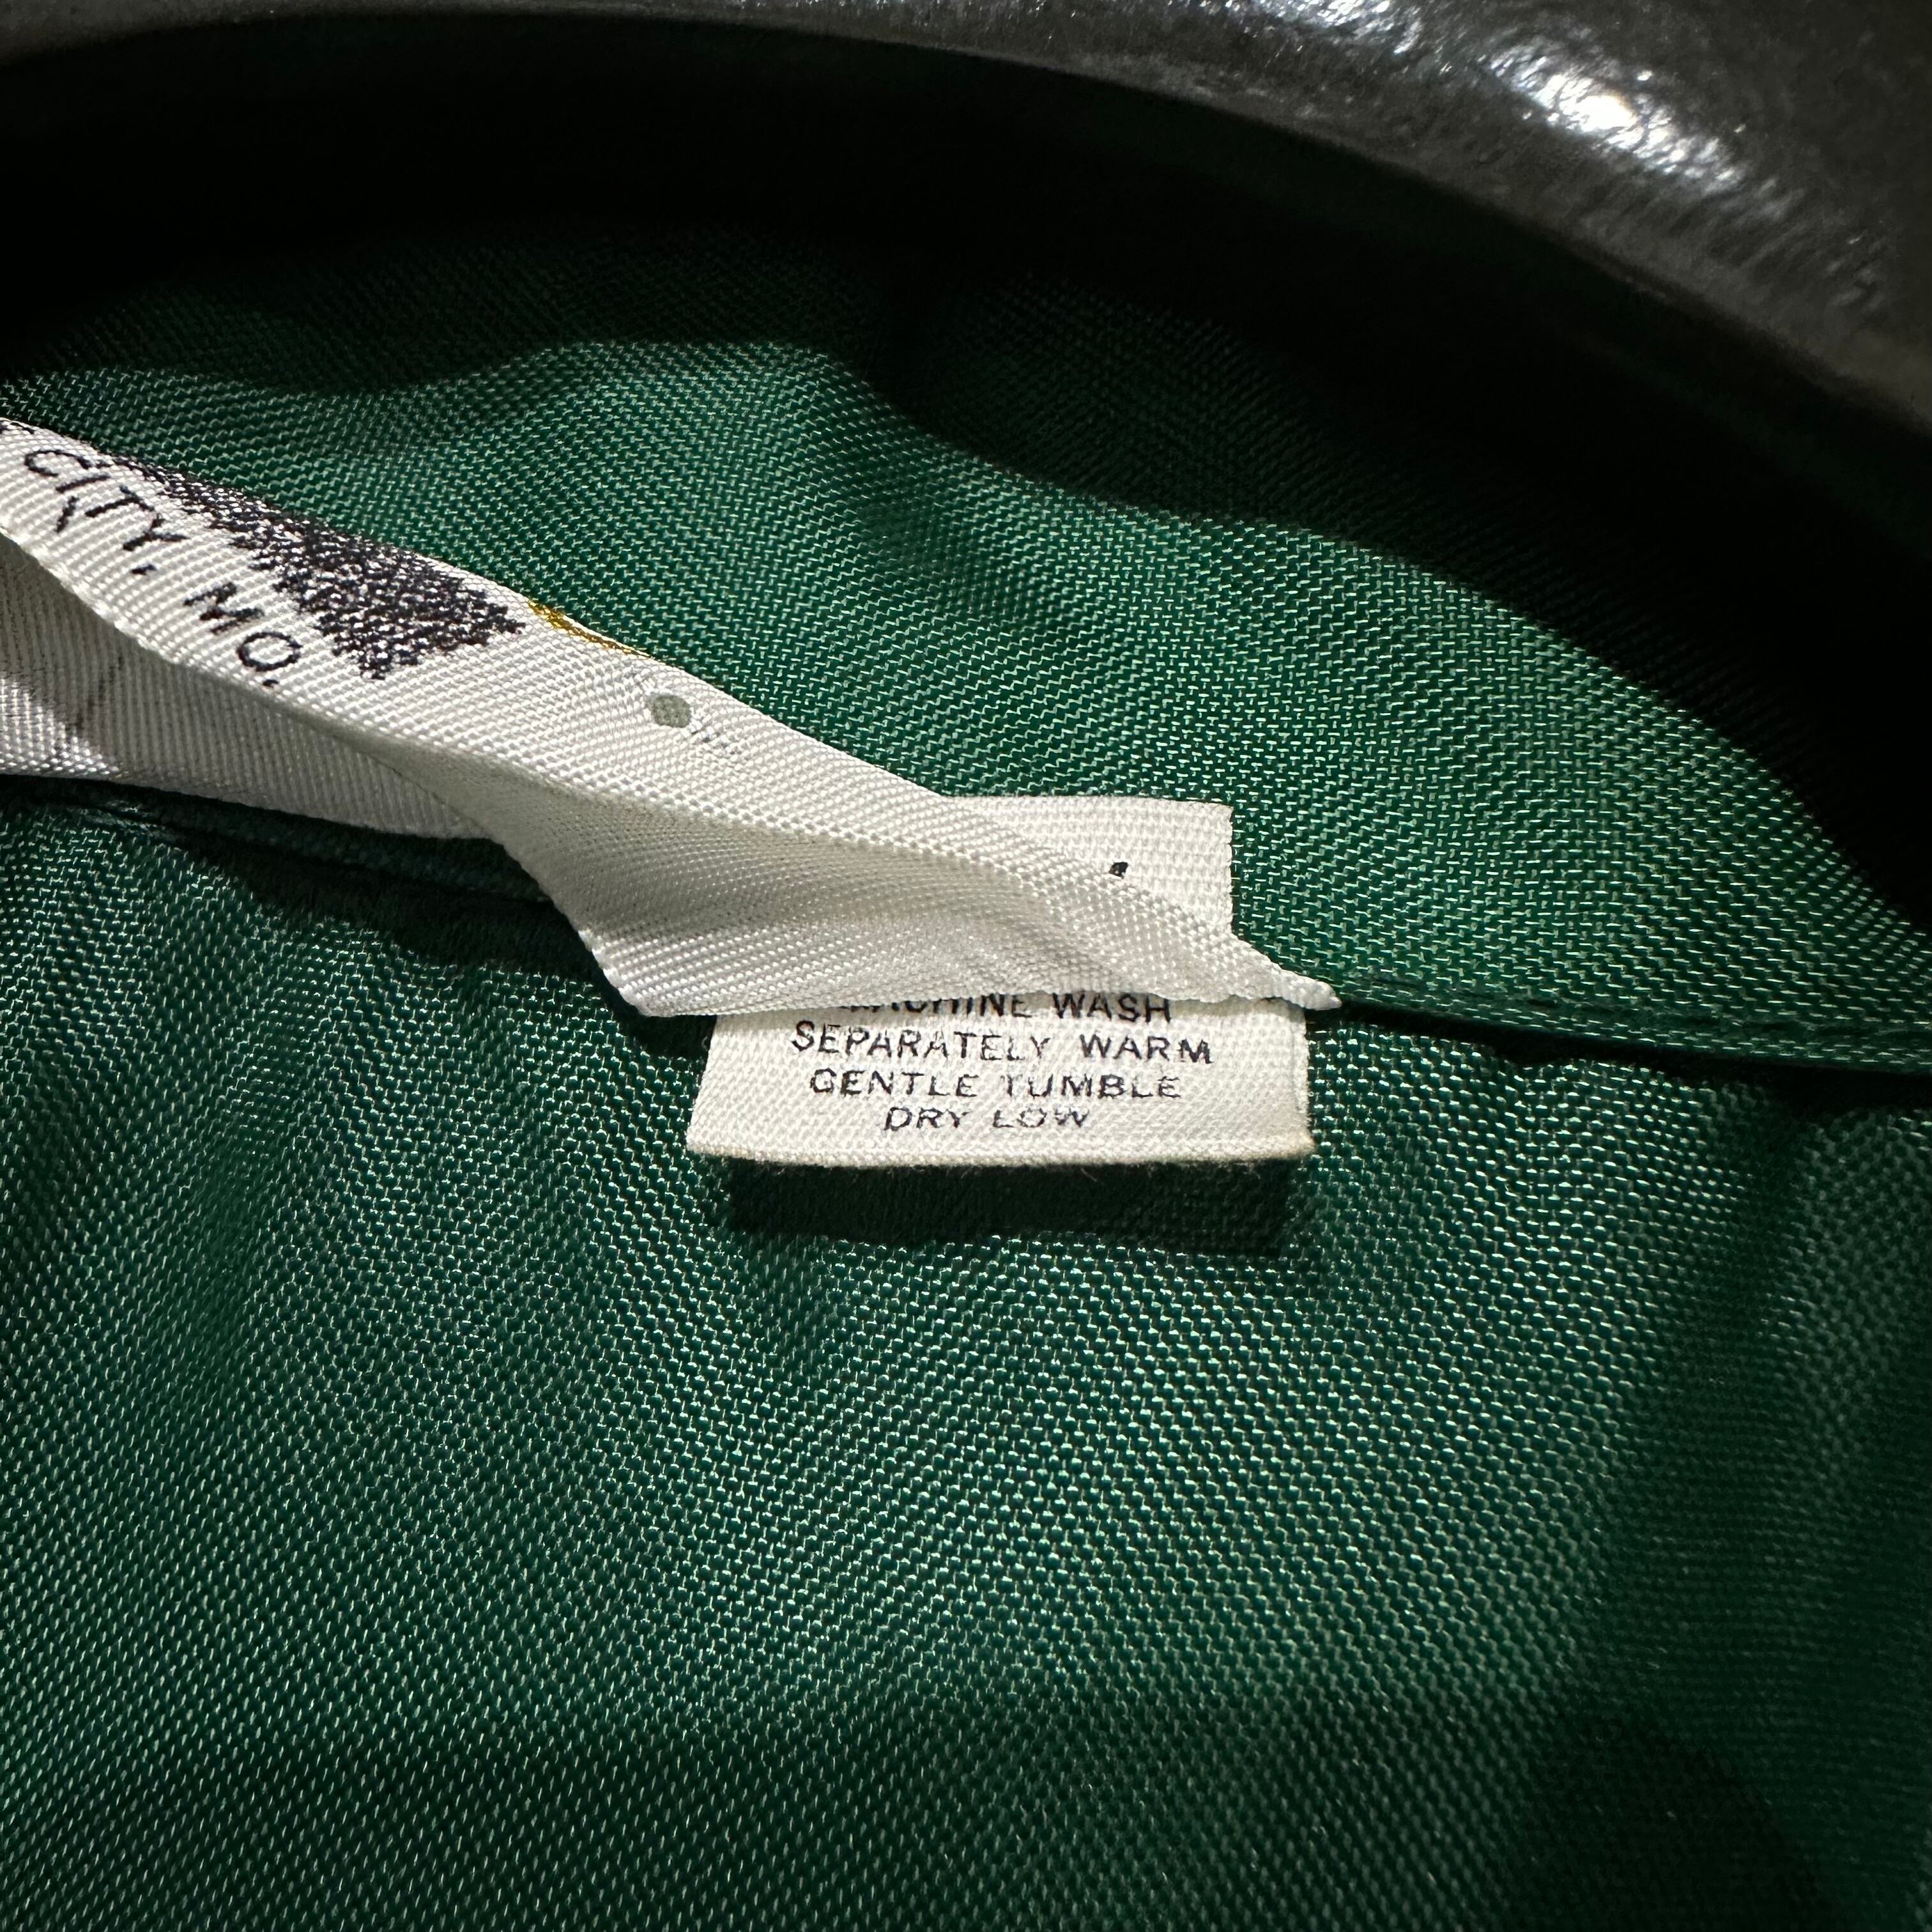 CITY, MO.
MACHINE WASH
SEPARATELY WARM
GENTLE TUMBLE
DRY LOW